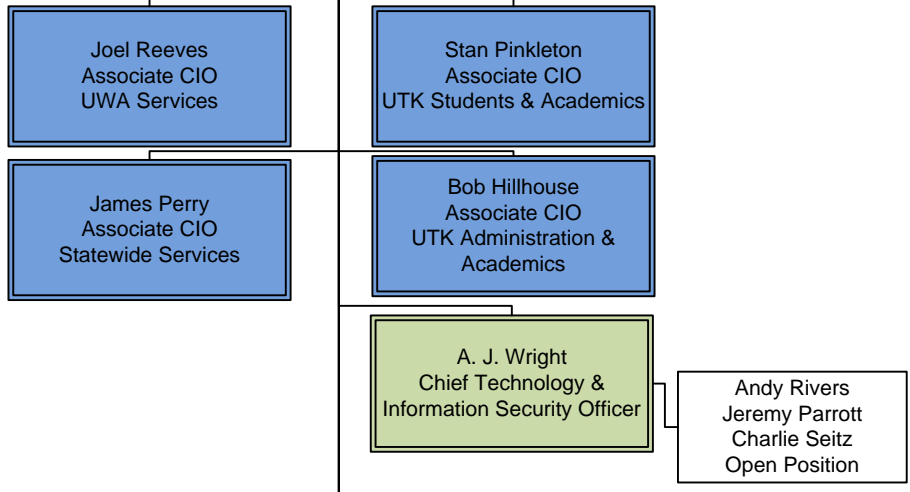 Joel Reeves
Associate CIO
UWA Services
Stan Pinkleton
Associate CIO
UTK Students & Academics
James Perry
Associate CIO
Statewide Services
Bob Hillhouse
Associate CIO
UTK Administration &
Academics
A. J. Wright
Chief Technology &
Information Security Officer
Andy Rivers
Jeremy Parrott
Charlie Seitz
Open Position